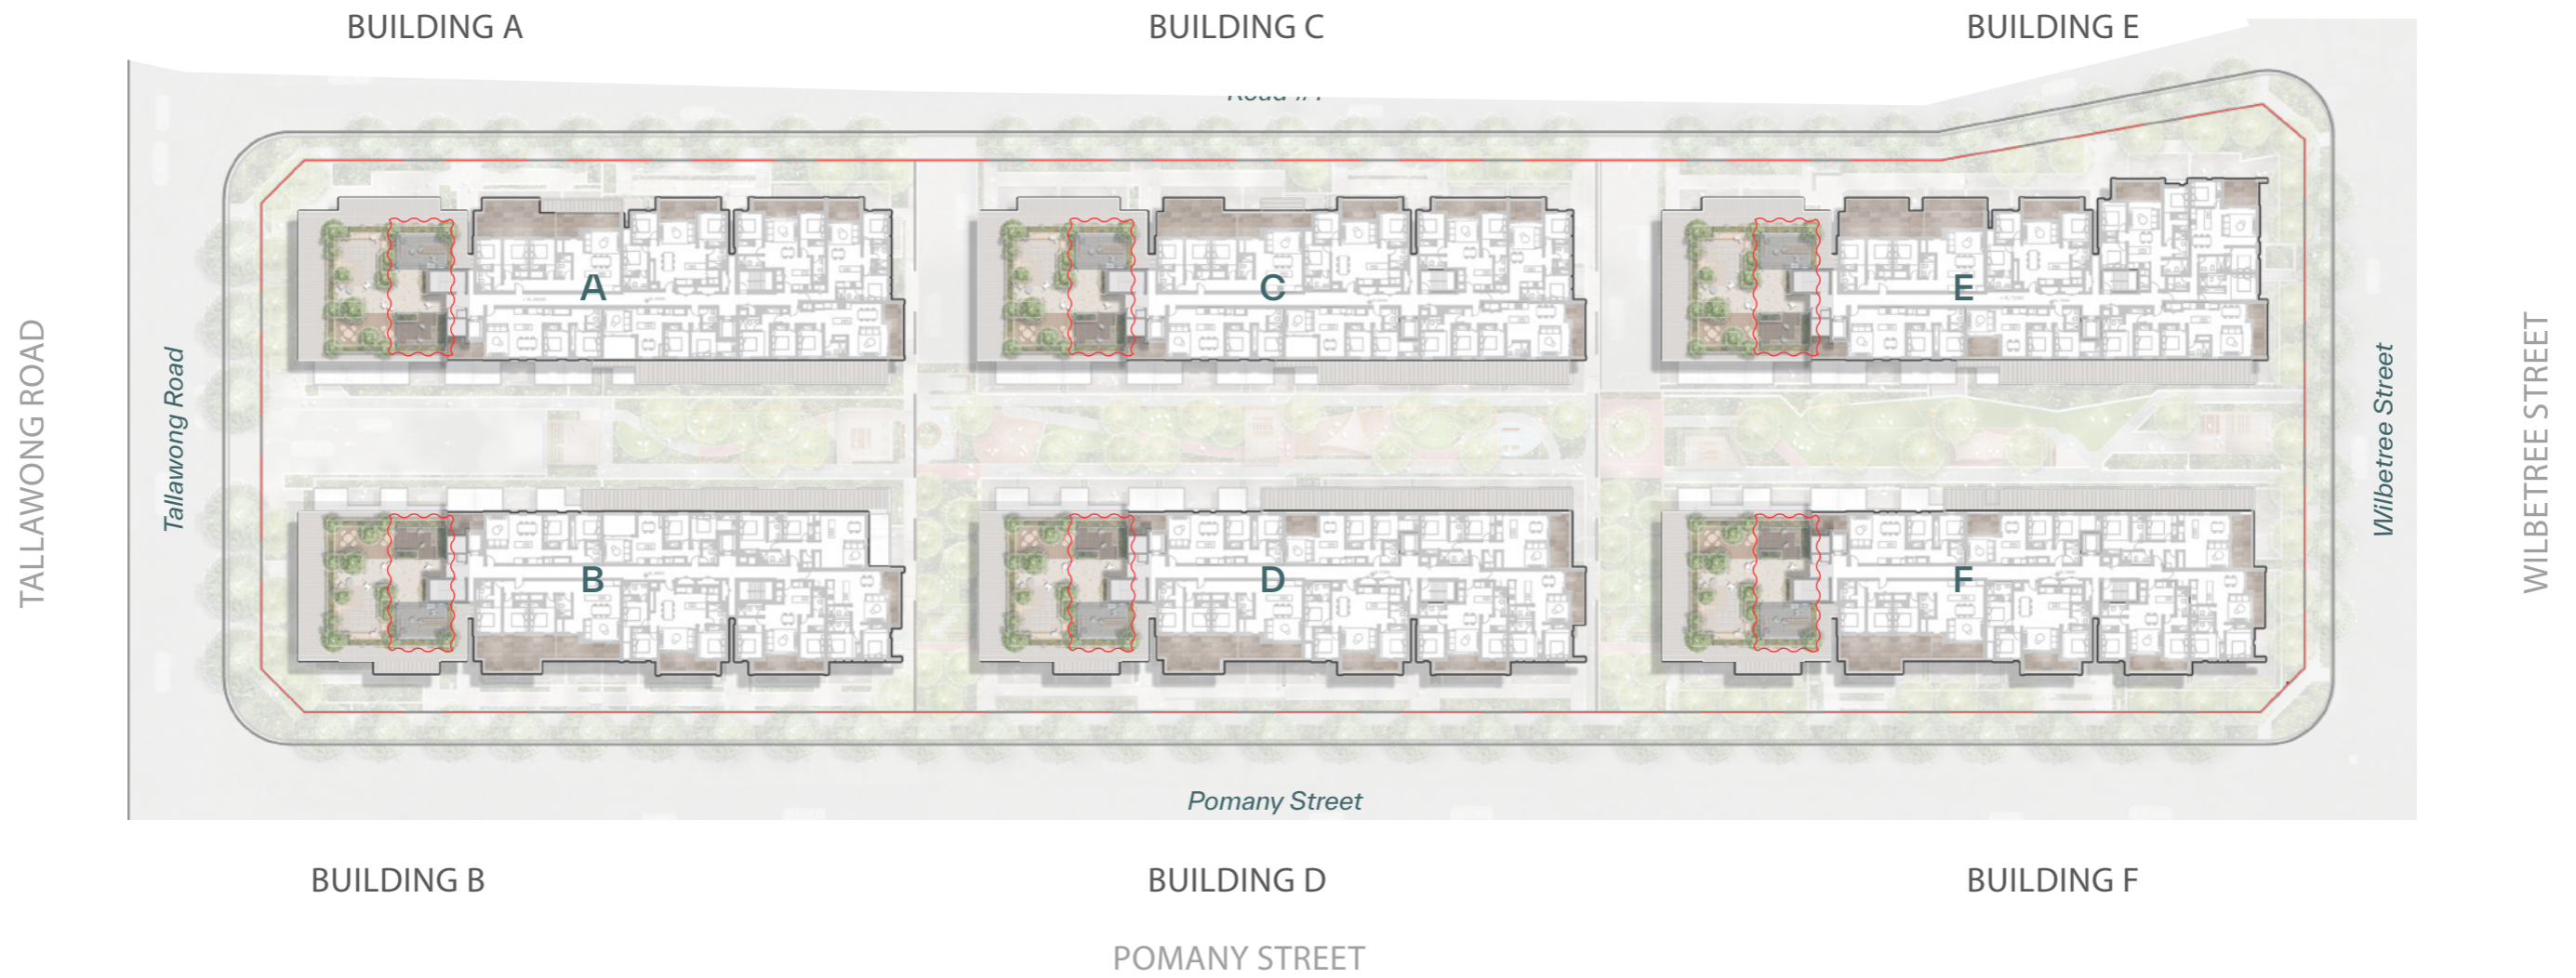 BUILDING A
BUILDING C
BUILDING E
A
C
E
TALLAWONG ROAD
Tallawong Road
Wilbetree Street
WILBETREE STREET
B
D
F
Pomany Street
BUILDING B
BUILDING D
BUILDING F
POMANY STREET